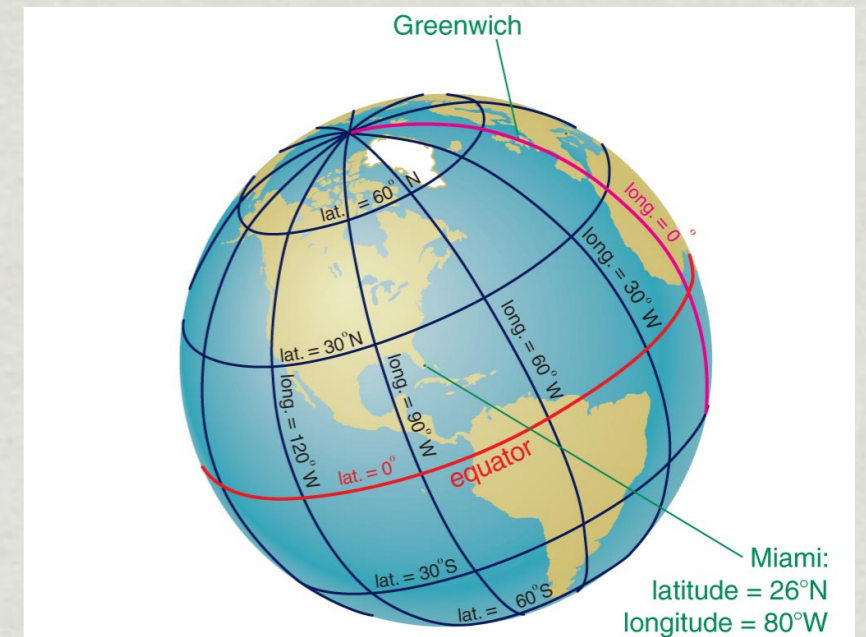 Greenwich
lat. = 60° N
long. = 0°
long. = 30° W
lat. = 30°N
long. = 60° W
long. = 120° W
long. = 90° W
lat. = 0°
equator
lat. = 30°S
lat. = 60°S
Miami:
latitude = 26°N
longitude = 80°W